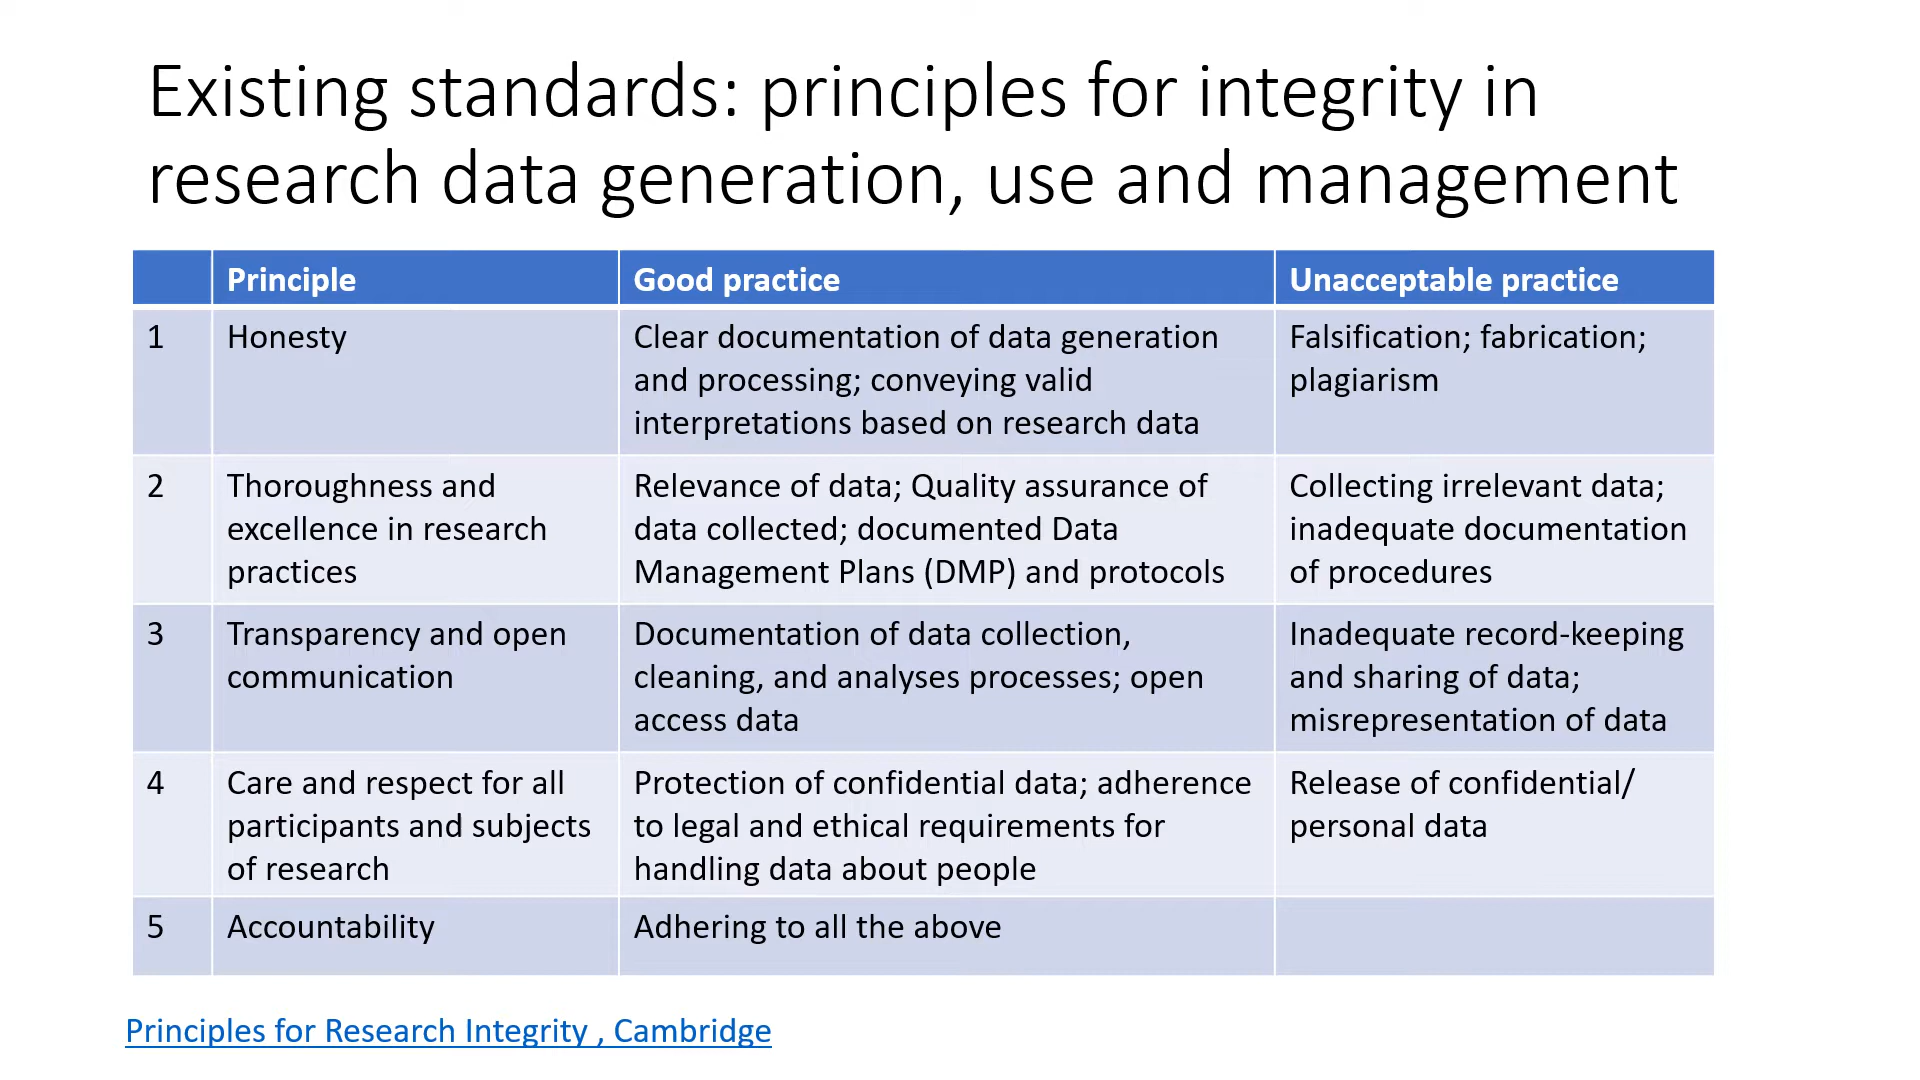 Existing standards: principles for integrity in
research data generation, use and management
Principle
Good practice
Unacceptable practice
1
Honesty
Clear documentation of data generation
and processing; conveying valid
interpretations based on research data
Falsification; fabrication;
plagiarism
2
Thoroughness and
excellence in research
practices
Relevance of data; Quality assurance of
data collected; documented Data
Management Plans (DMP) and protocols
Collecting irrelevant data;
inadequate documentation
of procedures
3
Transparency and open
communication
Documentation of data collection,
cleaning, and analyses processes; open
access data
Inadequate record-keeping
and sharing of data;
misrepresentation of data
4
Care and respect for all
participants and subjects
of research
Protection of confidential data; adherence
to legal and ethical requirements for
handling data about people
Release of confidential/
personal data
5
Accountability
Adhering to all the above
Principles for Research Integrity , Cambridge